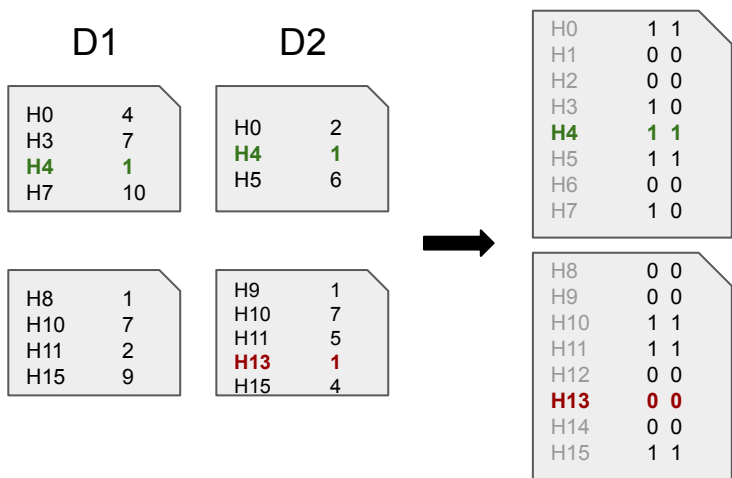 D1 D2
H0 4
H3 7
H4 1
H7 10
H0 2
H4 1
H5 6
H8 1
H10 7
H11 2
H15 9
H9 1
H10 7
H11 5
H13 1
H15 4
H0 1 1
H1 0 0
H2 0 0
H3 1 0
H4 1 1
H5 1 1
H6 0 0
H7 1 0
H8 0 0
H9 0 0
H10 1 1
H11 1 1
H12 0 0
H13 0 0
H14 0 0
H15 1 1